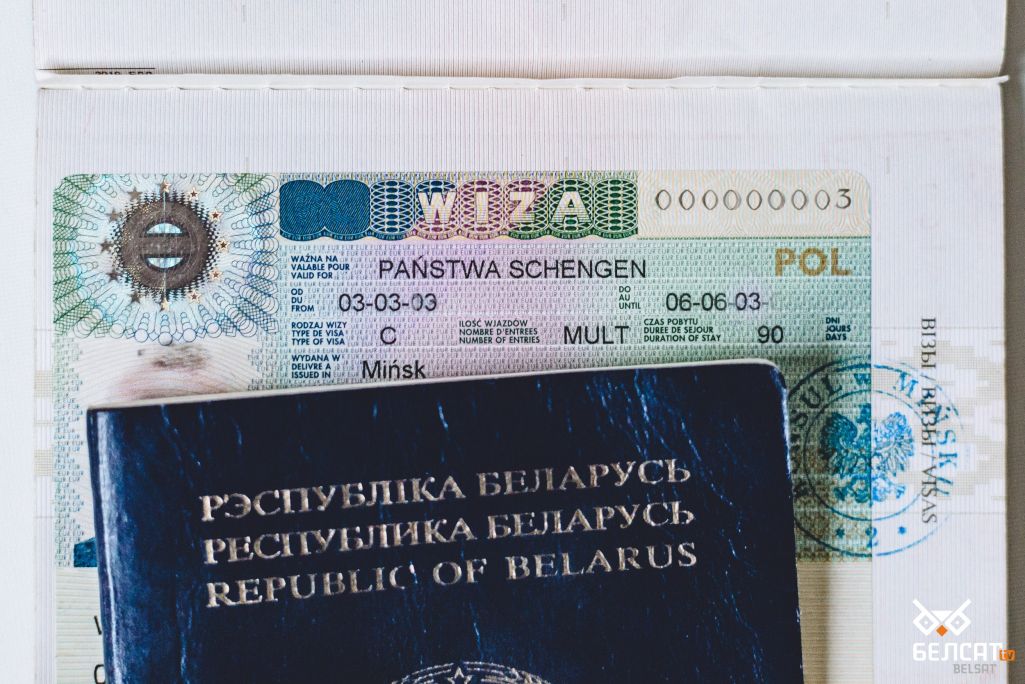 WIZA
000000003
WAŻNA NA
VALABLE POUR
VALID FOR
PAŃSTWA SCHENGEN
POL
OD
DU
FROM
03-03-03
DO
AU
UNTIL
06-06-03-
RODZAJ WIZY
TYPE DE VISA
TYPE OF VISA
C
ILOŚĆ WJAZDÓW
NOMBRE D'ENTREES
NUMBER OF ENTRIES
MULT
CZAS POBYTU
DUREE DE SEJOUR
DURATION OF STAY
90
DNI
JOURS
DAYS
WYDANA W
DELIVRE A
ISSUED IN
Mińsk
ВІЗЫ / ВИЗЫ / VISAS
РЭСПУБЛІКА БЕЛАРУСЬ
РЕСПУБЛИКА БЕЛАРУСЬ
REPUBLIC OF BELARUS
БЕЛСАТ tv
BELSAT